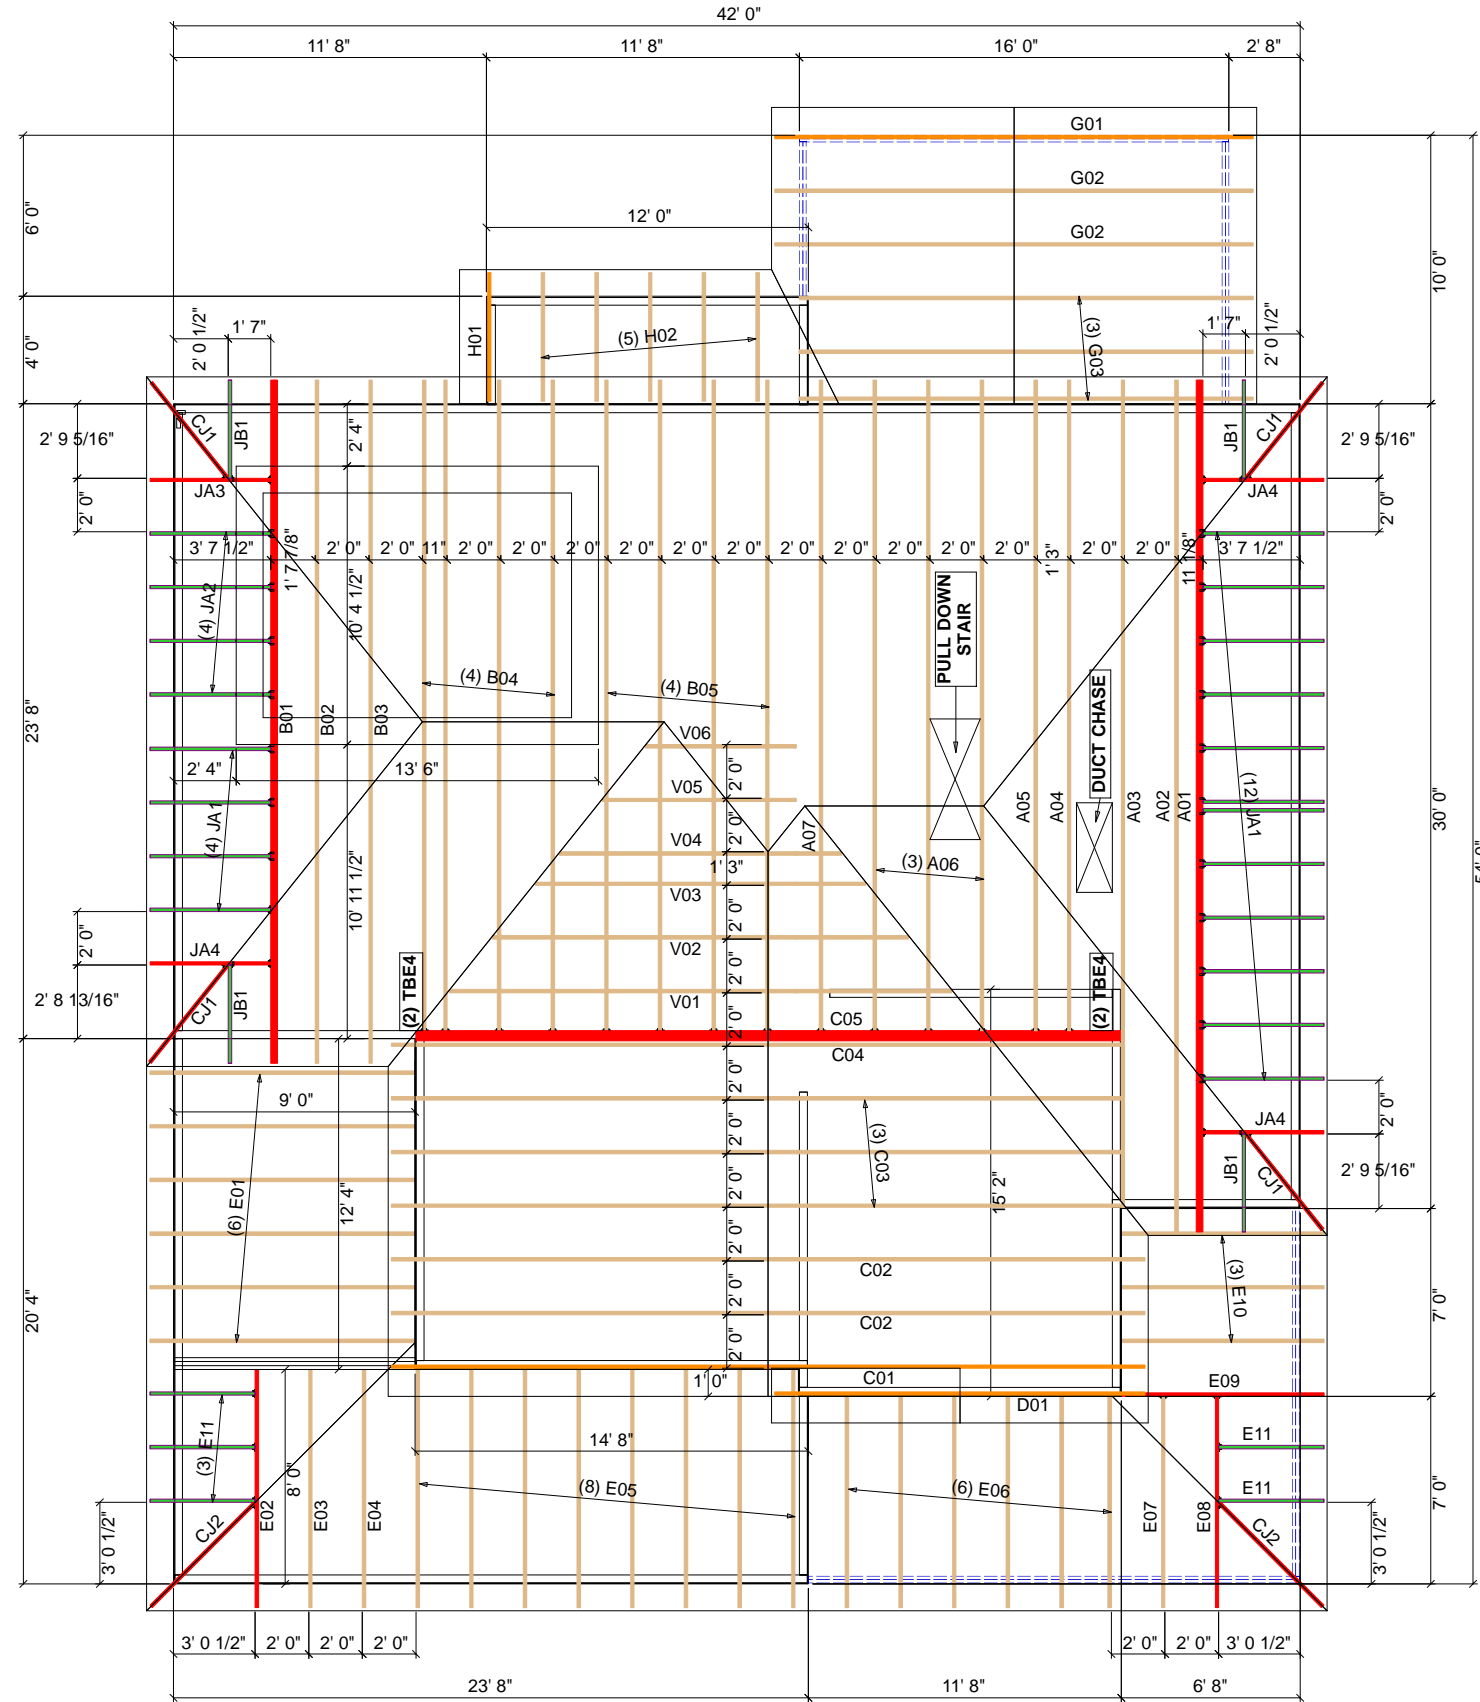 42' 0"
11' 8"
11' 8"
16' 0"
2' 8"
G01
G02
G02
(3) G03
12' 0"
6' 0"
4' 0"
10' 0"
H01
(5) H02
2' 0 1/2"
1' 7"
1' 7"
2' 0 1/2"
CJ1
JB1
2' 4"
JB1
CJ1
2' 9 5/16"
2' 9 5/16"
JA3
JA4
2' 0"
2' 0"
3' 7 1/2"
1' 7 7/8"
2' 0"
2' 0"
11"
2' 0"
2' 0"
2' 0"
2' 0"
2' 0"
2' 0"
2' 0"
2' 0"
2' 0"
2' 0"
1' 3"
2' 0"
2' 0"
11 1/8"
3' 7 1/2"
10' 4 1/2"
(4) JA2
PULL DOWN
STAIR
DUCT CHASE
(4) B04
(4) B05
B01
B02
B03
23' 8"
30' 0"
54' 0"
V06
2' 0"
2' 4"
13' 6"
V05
2' 0"
(4) JA1
(12) JA1
A07
A05
A04
A03
A02
A01
V04
1' 3"
(3) A06
V03
2' 0"
10' 11 1/2"
V02
2' 0"
2' 0"
JA4
2' 8 13/16"
CJ1
JB1
(2) TBE4
(2) TBE4
V01
2' 0"
C05
C04
2' 0"
9' 0"
2' 0"
(3) C03
2' 0"
JA4
2' 9 5/16"
JB1
CJ1
(6) E01
12' 4"
15' 2"
2' 0"
2' 0"
C02
2' 0"
C02
2' 0"
(3) E10
20' 4"
7' 0"
1' 0"
C01
D01
E09
(3) E11
8' 0"
14' 8"
E11
(8) E05
(6) E06
E11
CJ2
E02
E03
E04
E07
E08
CJ2
3' 0 1/2"
3' 0 1/2"
7' 0"
3' 0 1/2"
2' 0"
2' 0"
2' 0"
2' 0"
2' 0"
3' 0 1/2"
23' 8"
11' 8"
6' 8"